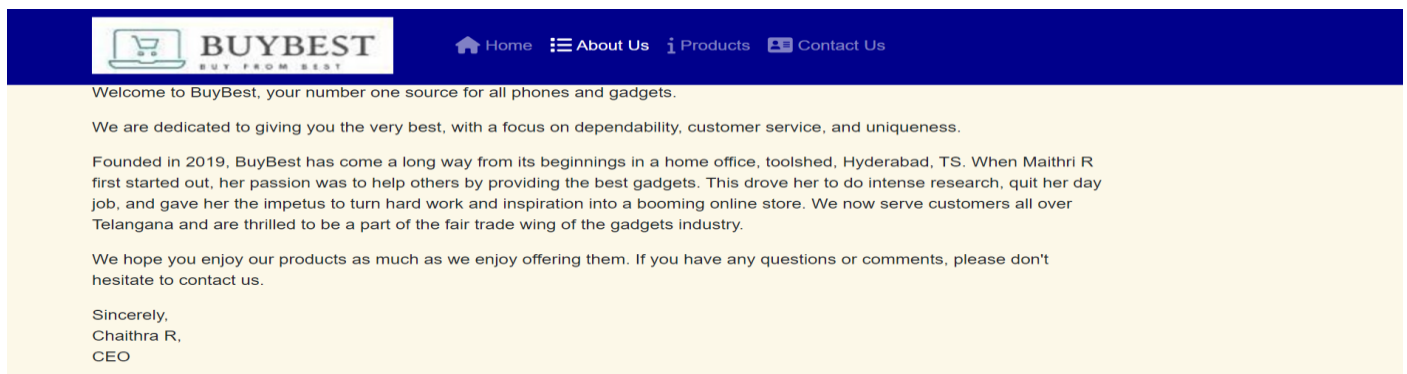 BUYBEST
BUY FROM BEST
Home About Us Products Contact Us
Welcome to BuyBest, your number one source for all phones and gadgets.
We are dedicated to giving you the very best, with a focus on dependability, customer service, and uniqueness.
Founded in 2019, BuyBest has come a long way from its beginnings in a home office, toolshed, Hyderabad, TS. When Maithri R
first started out, her passion was to help others by providing the best gadgets. This drove her to do intense research, quit her day
job, and gave her the impetus to turn hard work and inspiration into a booming online store. We now serve customers all over
Telangana and are thrilled to be a part of the fair trade wing of the gadgets industry.
We hope you enjoy our products as much as we enjoy offering them. If you have any questions or comments, please don't
hesitate to contact us.
Sincerely,
Chaithra R,
CEO